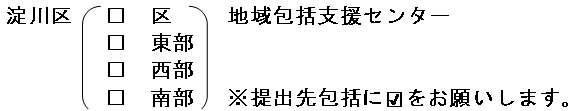 淀川区 □ 区 地域包括支援センター
□ 東部
□ 西部
□ 南部 ※提出先包括に☑をお願いします。